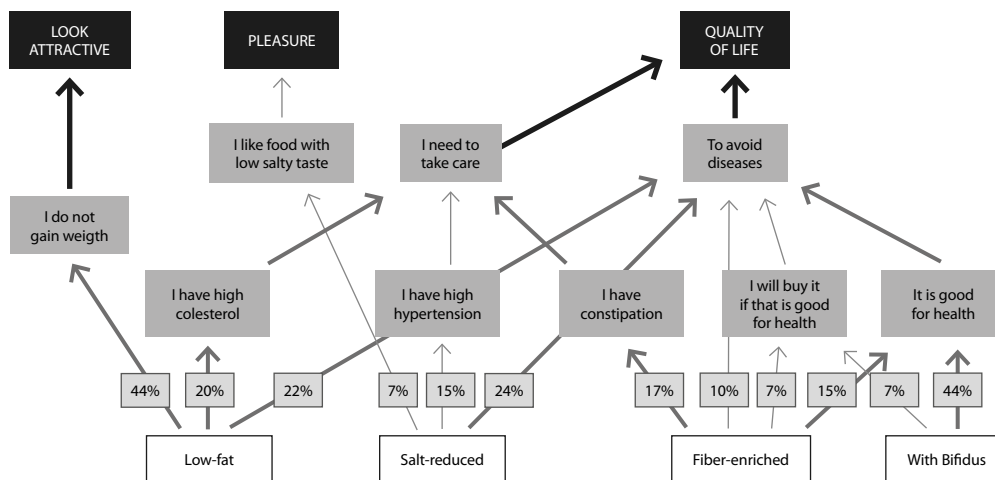 LOOK
ATTRACTIVE
PLEASURE
QUALITY
OF LIFE
I like food with
low salty taste
I need to
take care
To avoid
diseases
I do not
gain weigth
I have high
colesterol
I have high
hypertension
I have
constipation
I will buy it
if that is good
for health
It is good
for health
44%
20%
22%
7%
15%
24%
17%
10%
7%
15%
7%
44%
Low-fat
Salt-reduced
Fiber-enriched
With Bifidus